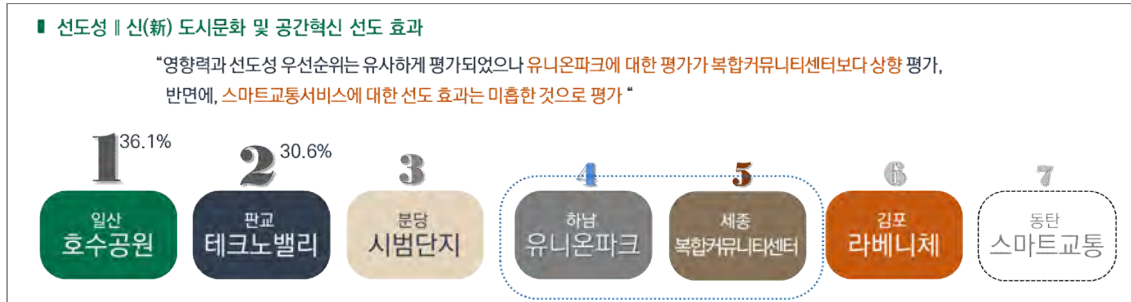 선도성 ∥ 신(新) 도시문화 및 공간혁신 선도 효과
“영향력과 선도성 우선순위는 유사하게 평가되었으나 유니온파크에 대한 평가가 복합커뮤니티센터보다 상향 평가,
반면에, 스마트교통서비스에 대한 선도 효과는 미흡한 것으로 평가 “
1 36.1% 2 30.6% 3 4 5 6 7
일산 판교 분당 하남 세종 김포 동탄
호수공원 테크노밸리 시범단지 유니온파크 복합커뮤니티센터 라베니체 스마트교통